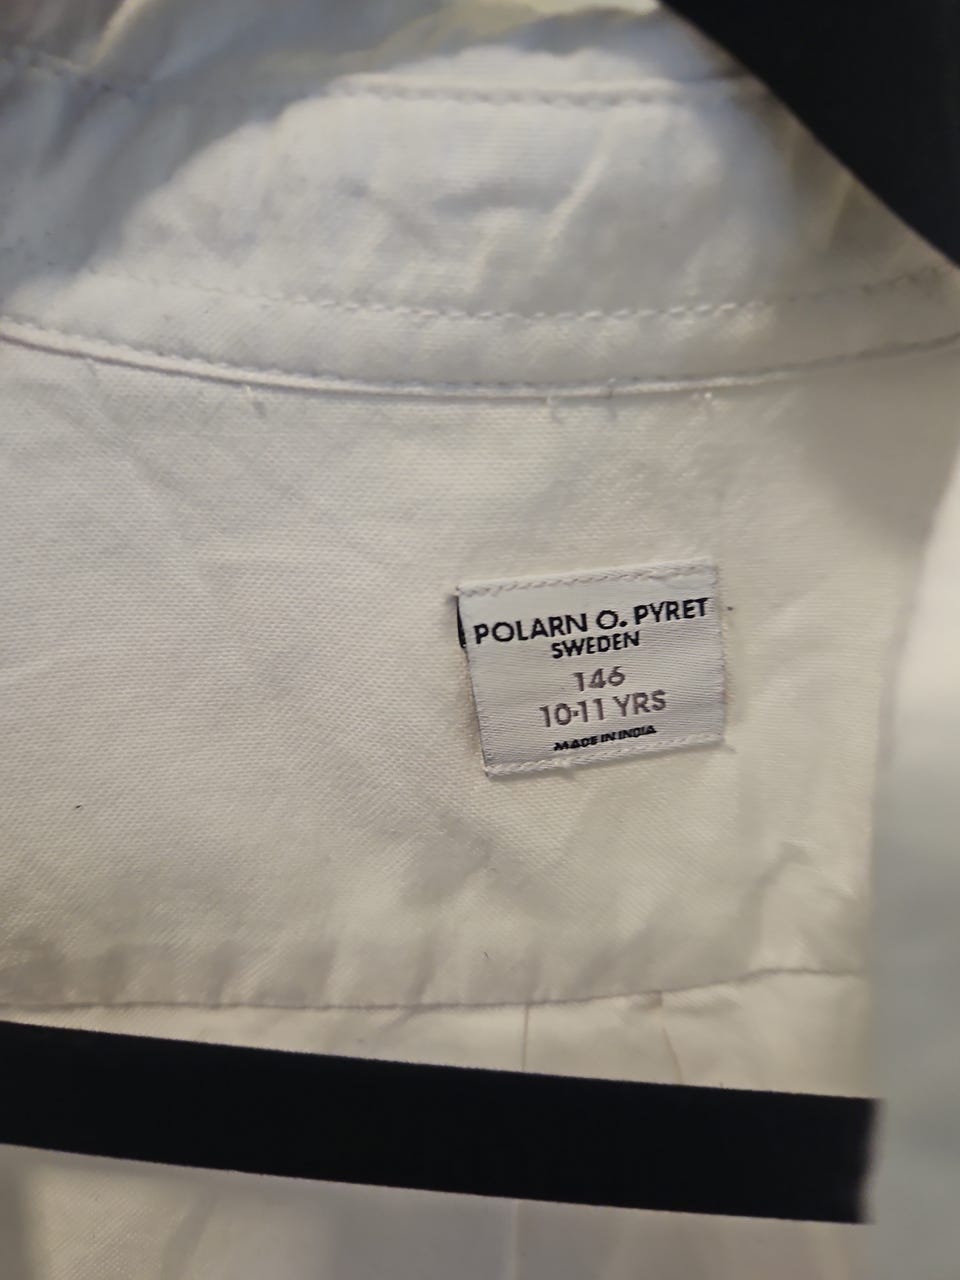 POLARN O. PYRET
SWEDEN
146
10-11 YRS
MADE IN INDIA